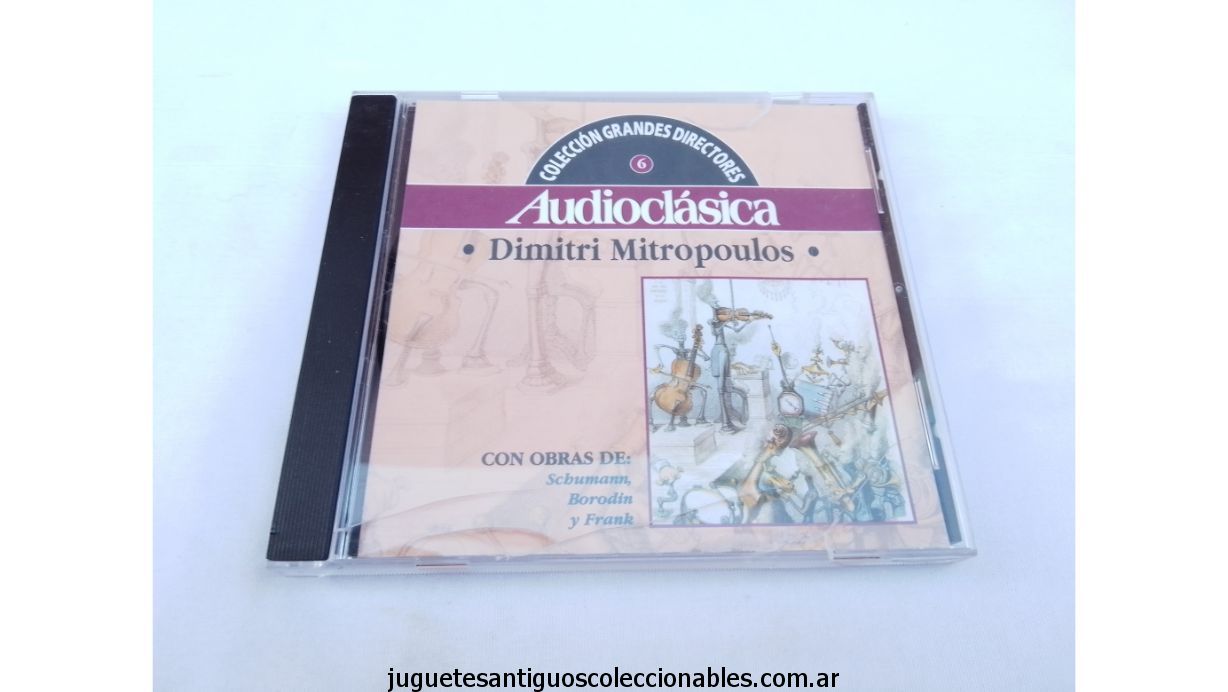 COLECCIÓN GRANDES DIRECTORES
6
Audioclásica
• Dimitri Mitropoulos •
CON OBRAS DE:
Schumann,
Borodin
y Frank
juguetesantiguoscoleccionables.com.ar